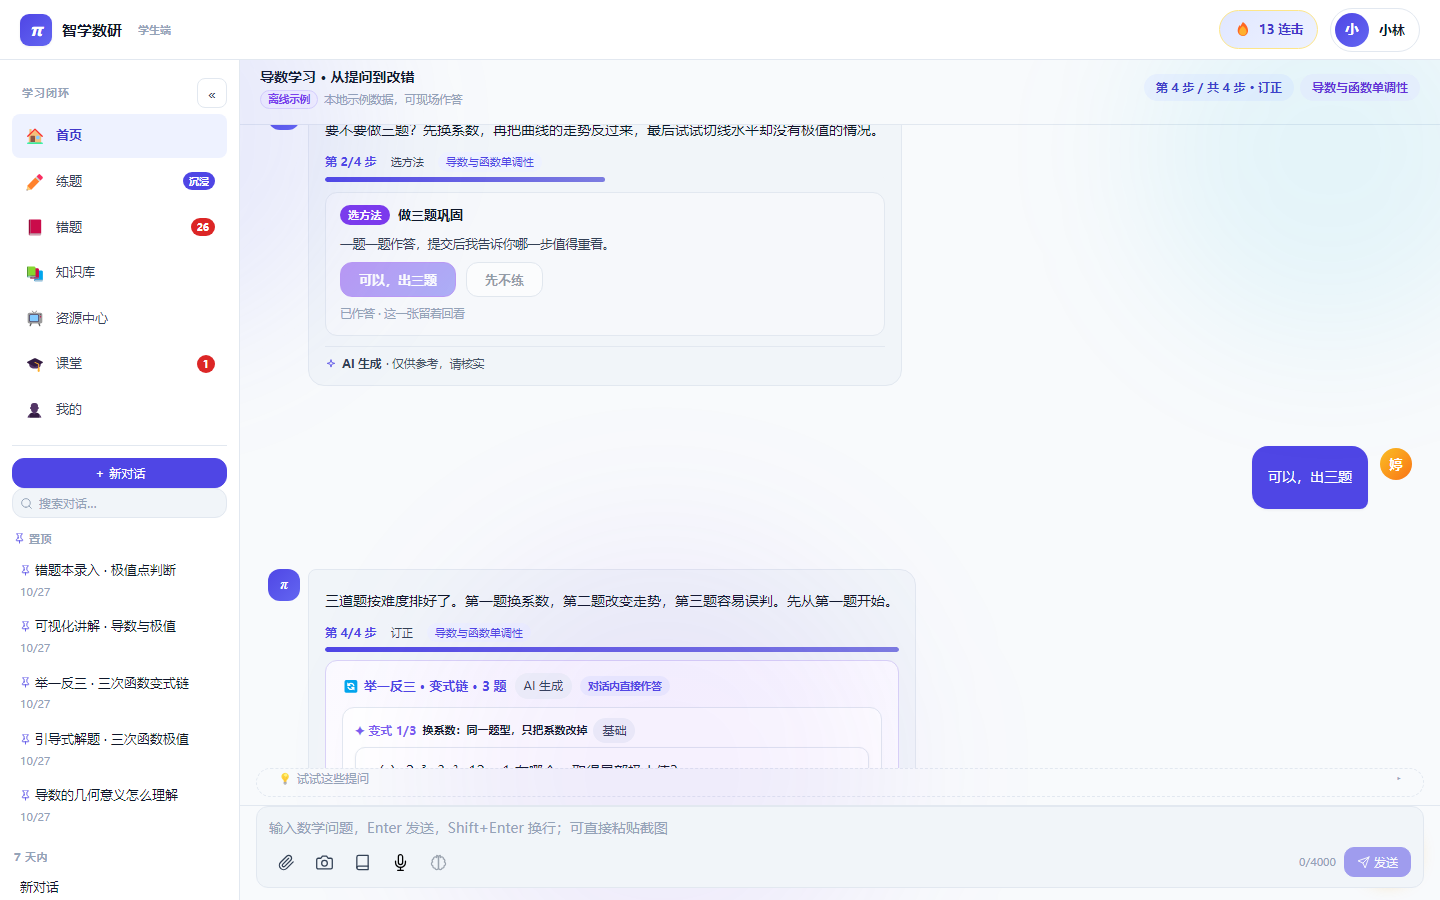 π 智学数研 学生端
13 连击
小 小林
学习闭环 «
首页
练题 沉浸
错题 26
知识库
资源中心
课堂 1
我的
+ 新对话
搜索对话...
置顶
错题本录入 · 极值点判断
10/27
可视化讲解 · 导数与极值
10/27
举一反三 · 三次函数变式链
10/27
引导式解题 · 三次函数极值
10/27
导数的几何意义怎么理解
10/27
7 天内
新对话
导数学习 • 从提问到改错
离线示例 本地示例数据，可现场作答
第 4 步 / 共 4 步 • 订正 导数与函数单调性
要不要做三题？先换系数，再把曲线的走势反过来，最后试试切线水平却没有极值的情况。
第 2/4 步 选方法 导数与函数单调性
选方法 做三题巩固
一题一题作答，提交后我告诉你哪一步值得重看。
可以，出三题 先不练
已作答 · 这一张留着回看
AI 生成 · 仅供参考，请核实
可以，出三题 婷
π
三道题按难度排好了。第一题换系数，第二题改变走势，第三题容易误判。先从第一题开始。
第 4/4 步 订正 导数与函数单调性
举一反三 • 变式链 • 3 题 AI 生成 对话内直接作答
变式 1/3 换系数：同一题型，只把系数改掉 基础
试试这些提问
输入数学问题，Enter 发送，Shift+Enter 换行；可直接粘贴截图
0/4000 发送